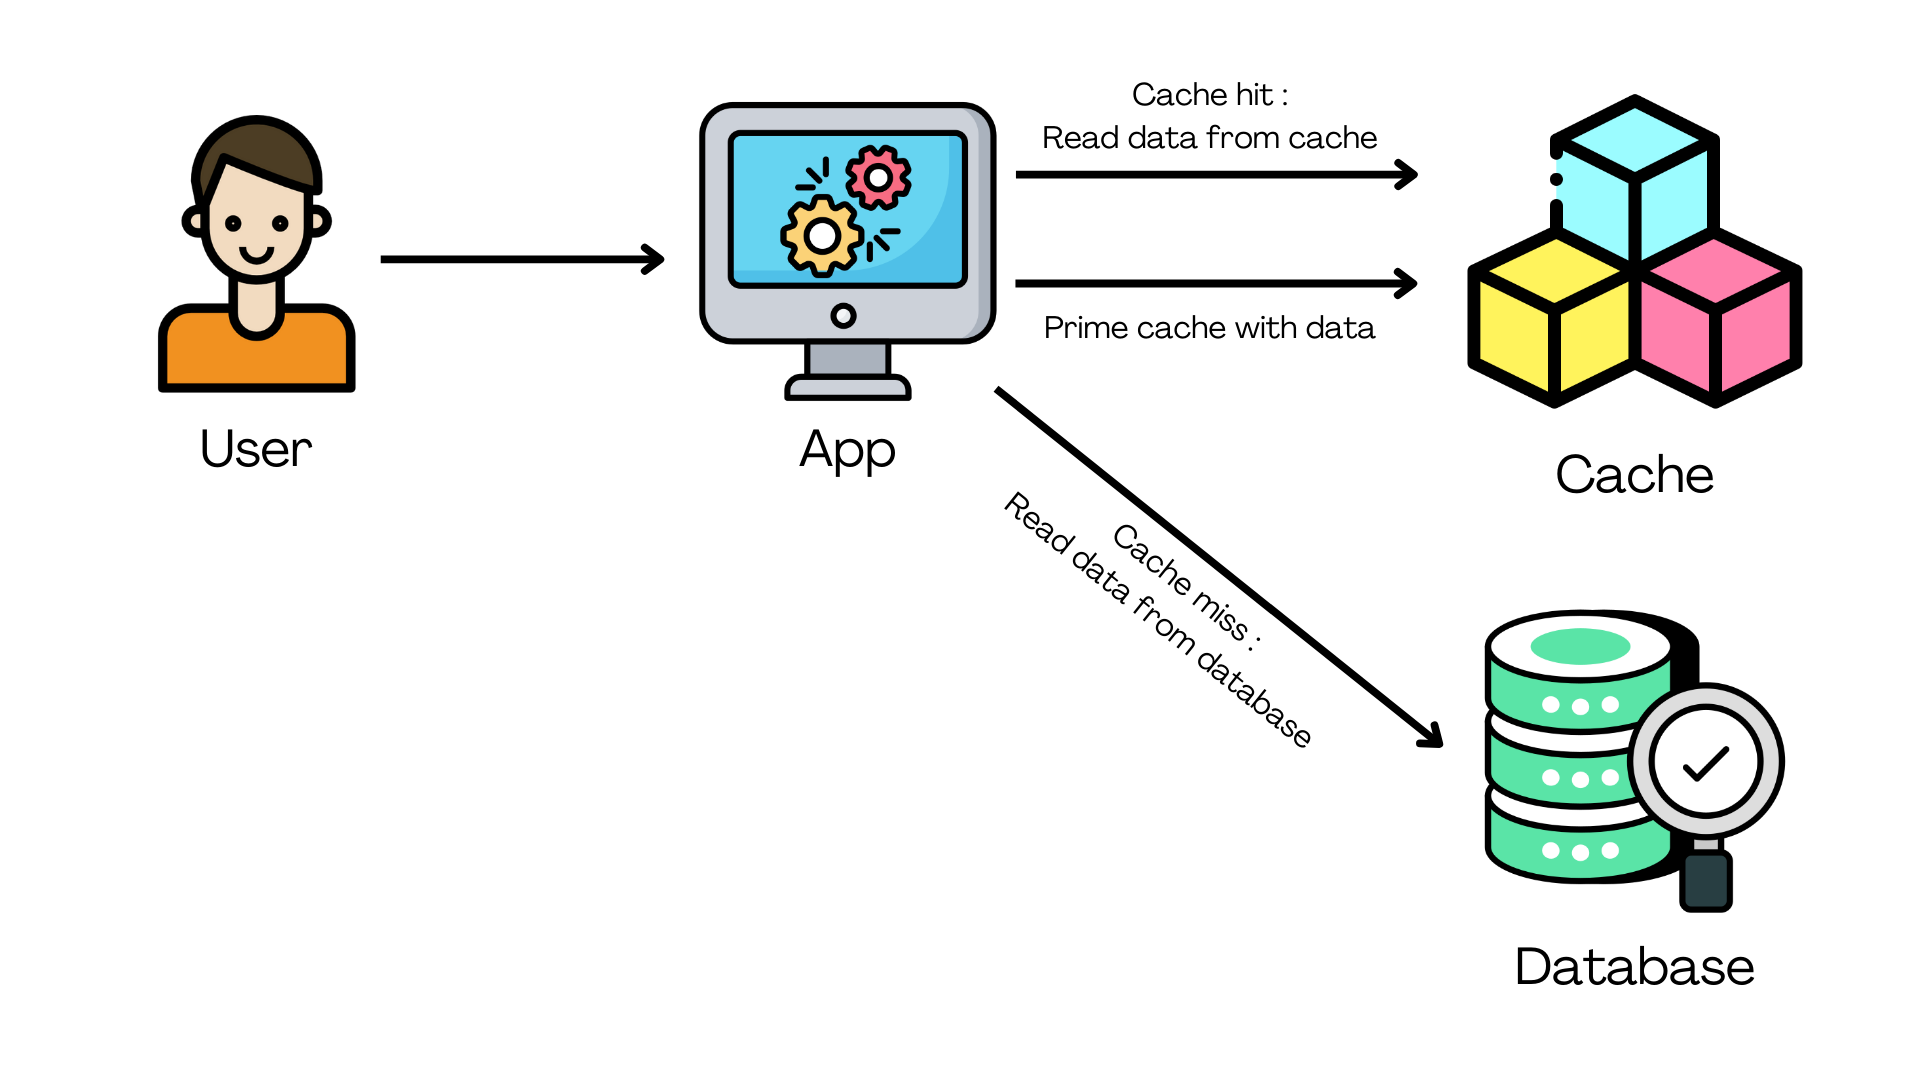 Cache hit :
Read data from cache
Prime cache with data
User
App
Cache
Cache miss :
Read data from database
Database